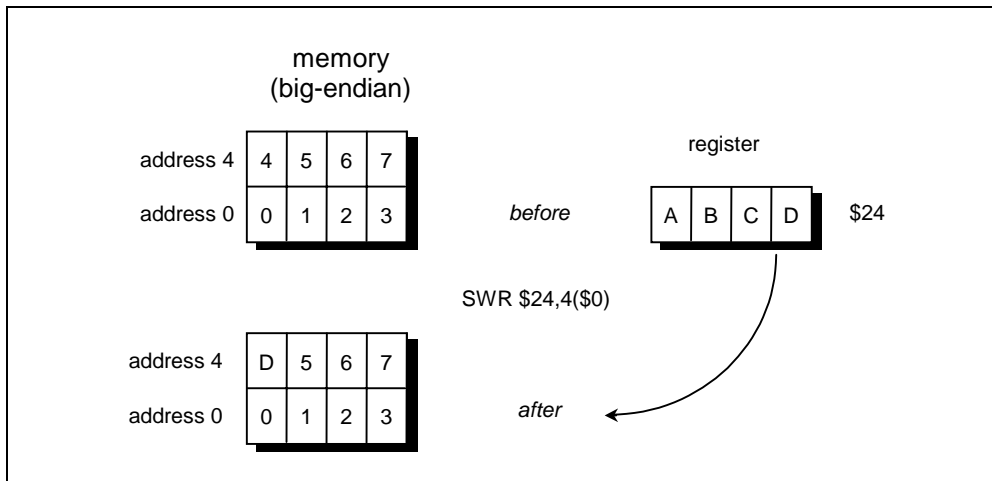 memory
(big-endian)
register
address 4 4 5 6 7
address 0 0 1 2 3 before A B C D $24
SWR $24,4($0)
address 4 D 5 6 7
address 0 0 1 2 3 after